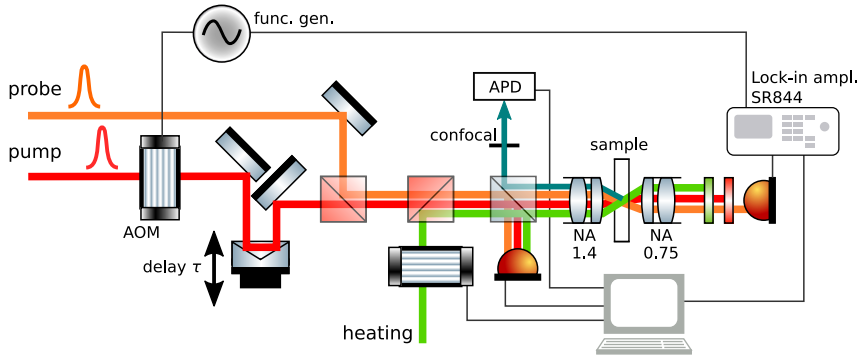 func. gen.
Lock-in ampl.
SR844
probe
APD
confocal
sample
pump
AOM
NA
1.4
NA
0.75
delay τ
heating